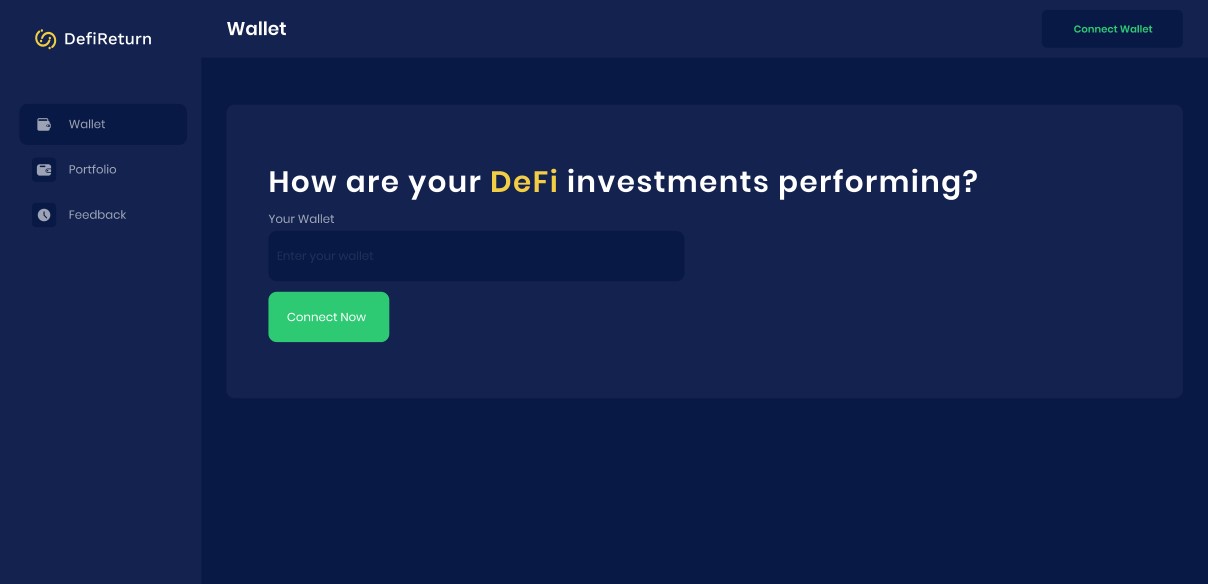 DefiReturn
Wallet
Portfolio
Feedback
Wallet
Connect Wallet
How are your DeFi investments performing?
Your Wallet
Enter your wallet
Connect Now